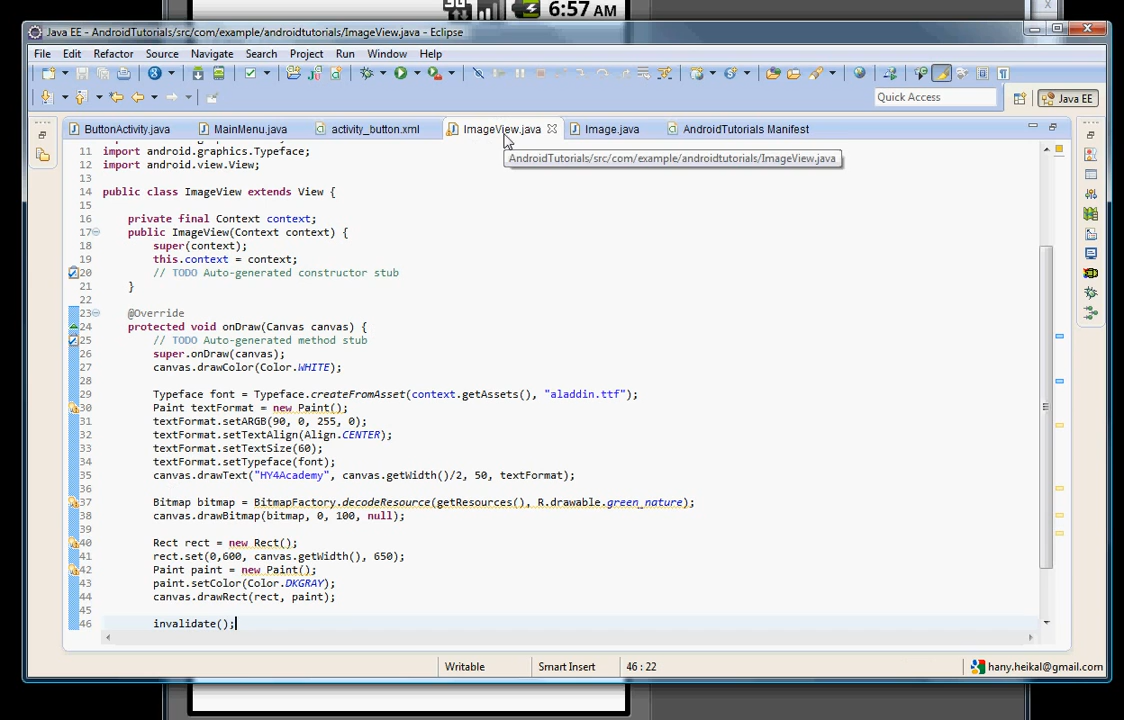 6:57 AM
Java EE - AndroidTutorials/src/com/example/androidtutorials/ImageView.java - Eclipse
File Edit Refactor Source Navigate Search Project Run Window Help
Quick Access
Java EE
ButtonActivity.java MainMenu.java activity_button.xml ImageView.java Image.java AndroidTutorials Manifest
AndroidTutorials/src/com/example/androidtutorials/ImageView.java
11 import android.graphics.Typeface;
12 import android.view.View;
13
14 public class ImageView extends View {
15
16 private final Context context;
17 public ImageView(Context context) {
18 super(context);
19 this.context = context;
20 // TODO Auto-generated constructor stub
21 }
22
23 @Override
24 protected void onDraw(Canvas canvas) {
25 // TODO Auto-generated method stub
26 super.onDraw(canvas);
27 canvas.drawColor(Color.WHITE);
28
29 Typeface font = Typeface.createFromAsset(context.getAssets(), "aladdin.ttf");
30 Paint textFormat = new Paint();
31 textFormat.setARGB(90, 0, 255, 0);
32 textFormat.setTextAlign(Align.CENTER);
33 textFormat.setTextSize(60);
34 textFormat.setTypeface(font);
35 canvas.drawText("HY4Academy", canvas.getWidth()/2, 50, textFormat);
36
37 Bitmap bitmap = BitmapFactory.decodeResource(getResources(), R.drawable.green_nature);
38 canvas.drawBitmap(bitmap, 0, 100, null);
39
40 Rect rect = new Rect();
41 rect.set(0,600, canvas.getWidth(), 650);
42 Paint paint = new Paint();
43 paint.setColor(Color.DKGRAY);
44 canvas.drawRect(rect, paint);
45
46 invalidate();
Writable Smart Insert 46 : 22 hany.heikal@gmail.com